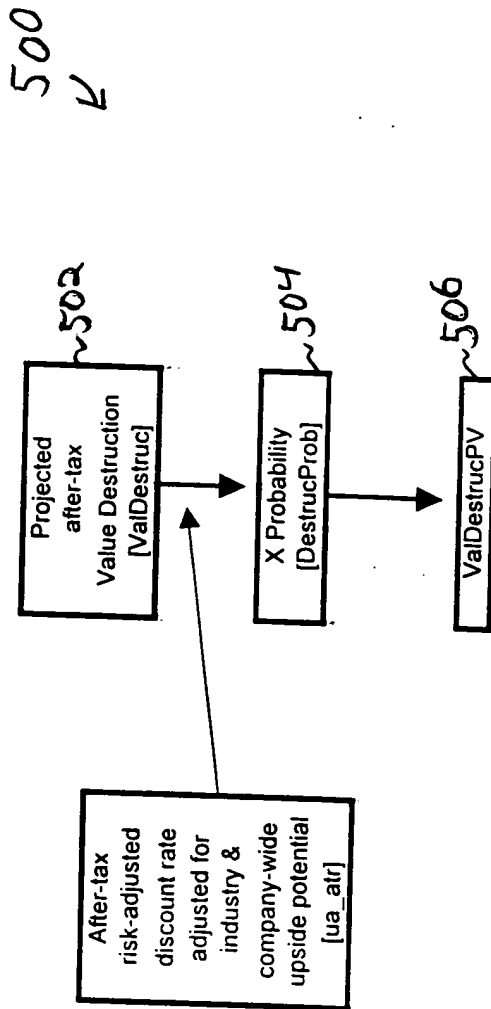 500
Projected
after-tax
Value Destruction
[ValDestruc]
~502
After-tax
risk-adjusted
discount rate
adjusted for
industry &
company-wide
upside potential
[ua_atr]
X Probability
[DestrucProb]
~504
ValDestrucPV
~506